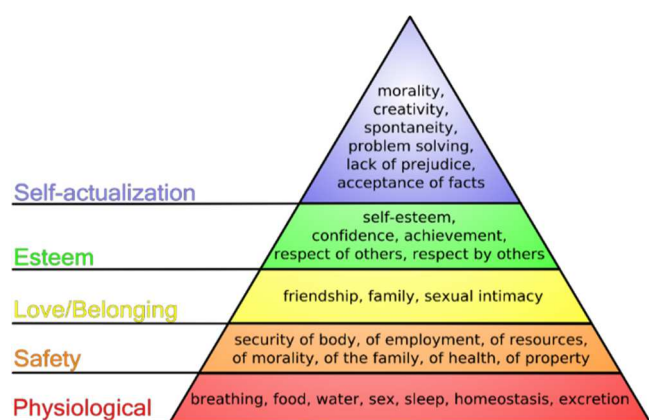 morality,
creativity,
spontaneity,
problem solving,
lack of prejudice,
acceptance of facts
Self-actualization
self-esteem,
confidence, achievement,
respect of others, respect by others
Esteem
friendship, family, sexual intimacy
Love/Belonging
security of body, of employment, of resources,
of morality, of the family, of health, of property
Safety
breathing, food, water, sex, sleep, homeostasis, excretion
Physiological